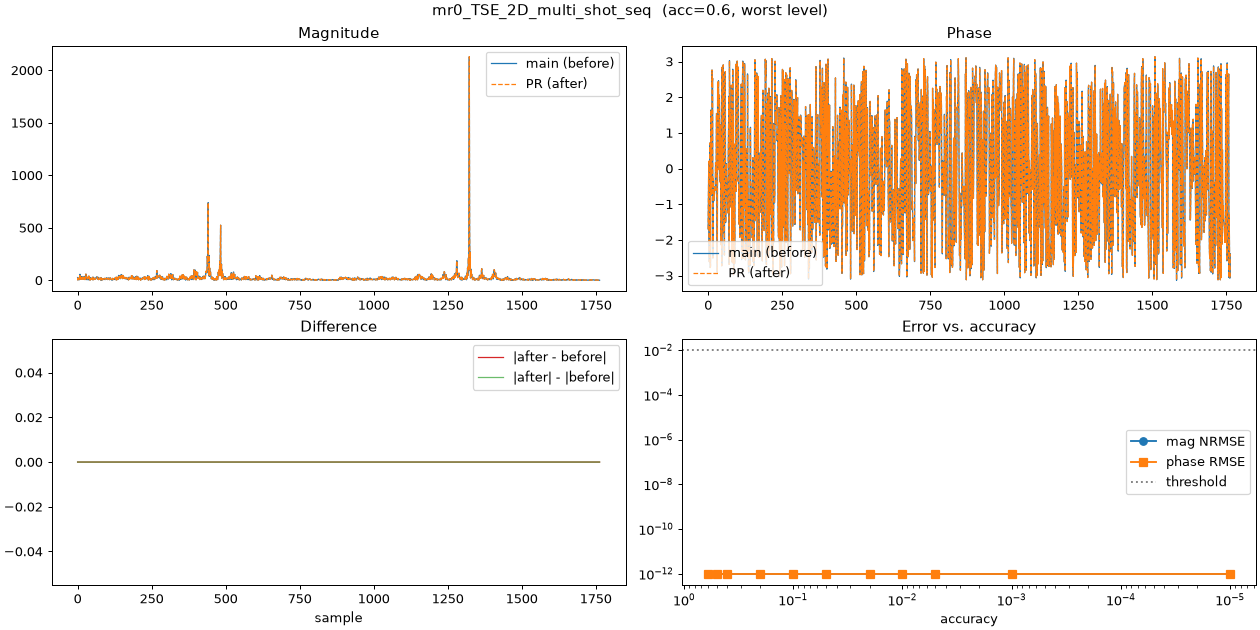 mr0_TSE_2D_multi_shot_seq  (acc=0.6, worst level)
Magnitude
2000
1500
1000
500
0
0 250 500 750 1000 1250 1500 1750
main (before)
PR (after)
Phase
3
2
1
0
−1
−2
−3
0 250 500 750 1000 1250 1500 1750
main (before)
PR (after)
Difference
0.04
0.02
0.00
−0.02
−0.04
0 250 500 750 1000 1250 1500 1750
sample
|after - before|
|after| - |before|
Error vs. accuracy
10⁻²
10⁻⁴
10⁻⁶
10⁻⁸
10⁻¹⁰
10⁻¹²
10⁰ 10⁻¹ 10⁻² 10⁻³ 10⁻⁴ 10⁻⁵
accuracy
mag NRMSE
phase RMSE
threshold